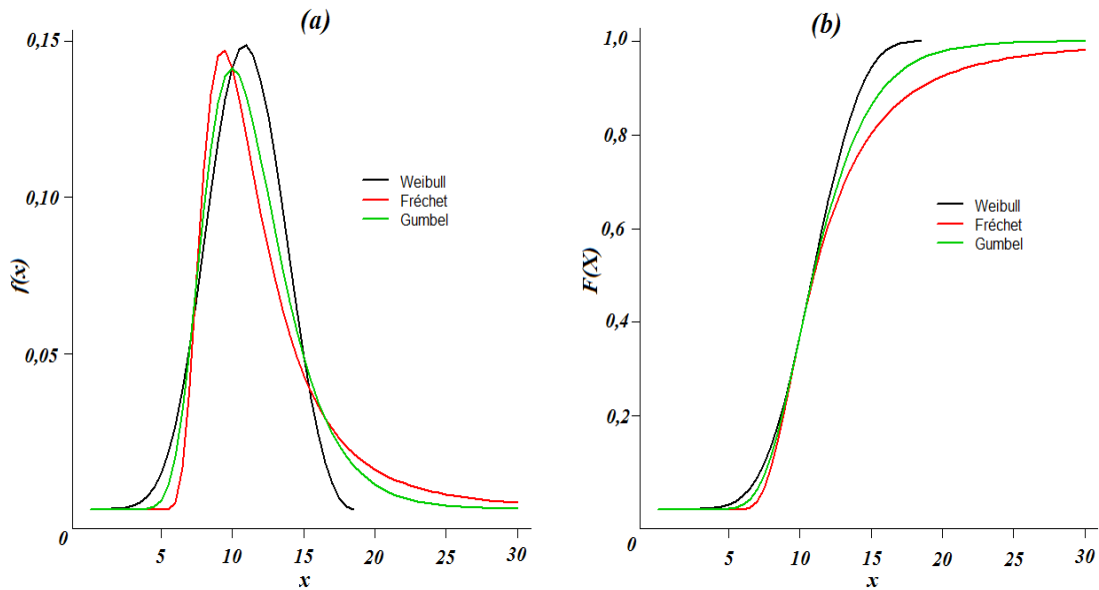 (a)
0,15
0,10
0,05
0
f(x)
5 10 15 20 25 30
x
Weibull
Fréchet
Gumbel
(b)
1,0
0,8
0,6
0,4
0,2
0
F(X)
5 10 15 20 25 30
x
Weibull
Fréchet
Gumbel